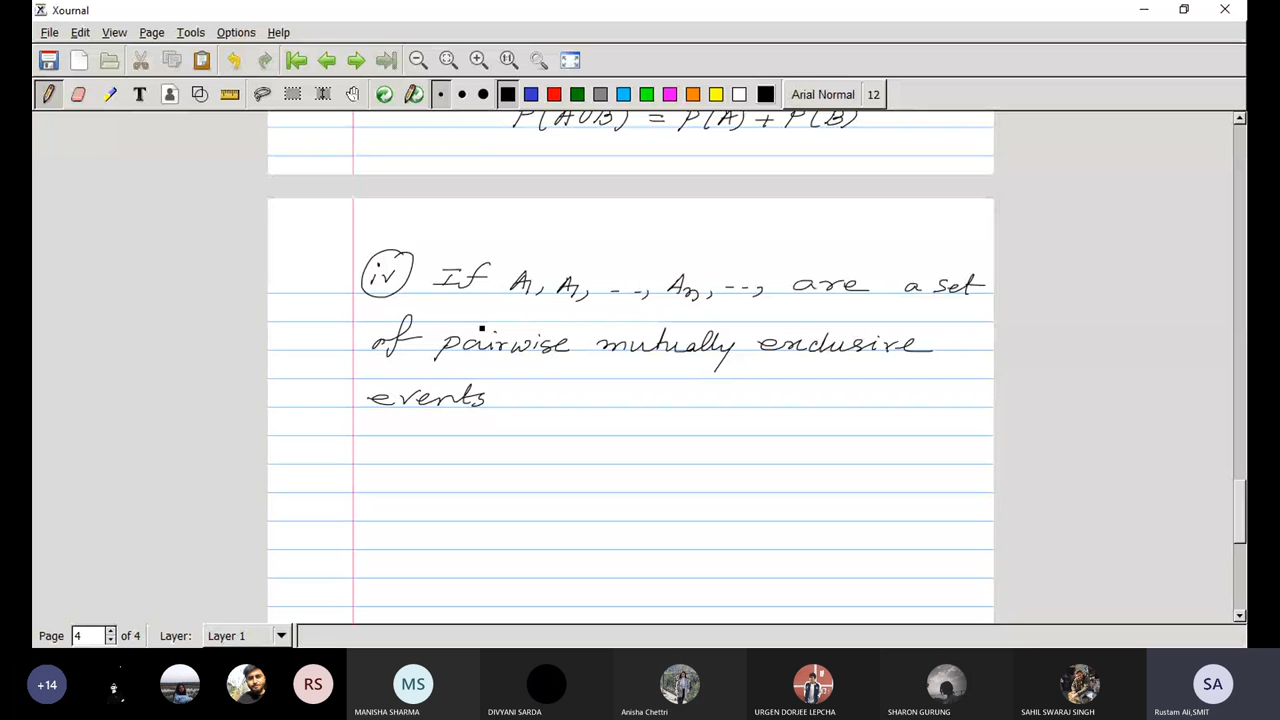 Xournal
File Edit View Page Tools Options Help
Arial Normal 12
P(AUB) = P(A) + P(B)
iv If A1, A1, ---, An, ---, are a set
of pairwise mutually exclusive
events
Page 4 of 4 Layer: Layer 1
+14 RS MS SA
MANISHA SHARMA DIVYANI SARDA Anisha Chettri URGEN DORJEE LEPCHA SHARON GURUNG SAHIL SWARAJ SINGH Rustam Ali,SMIT